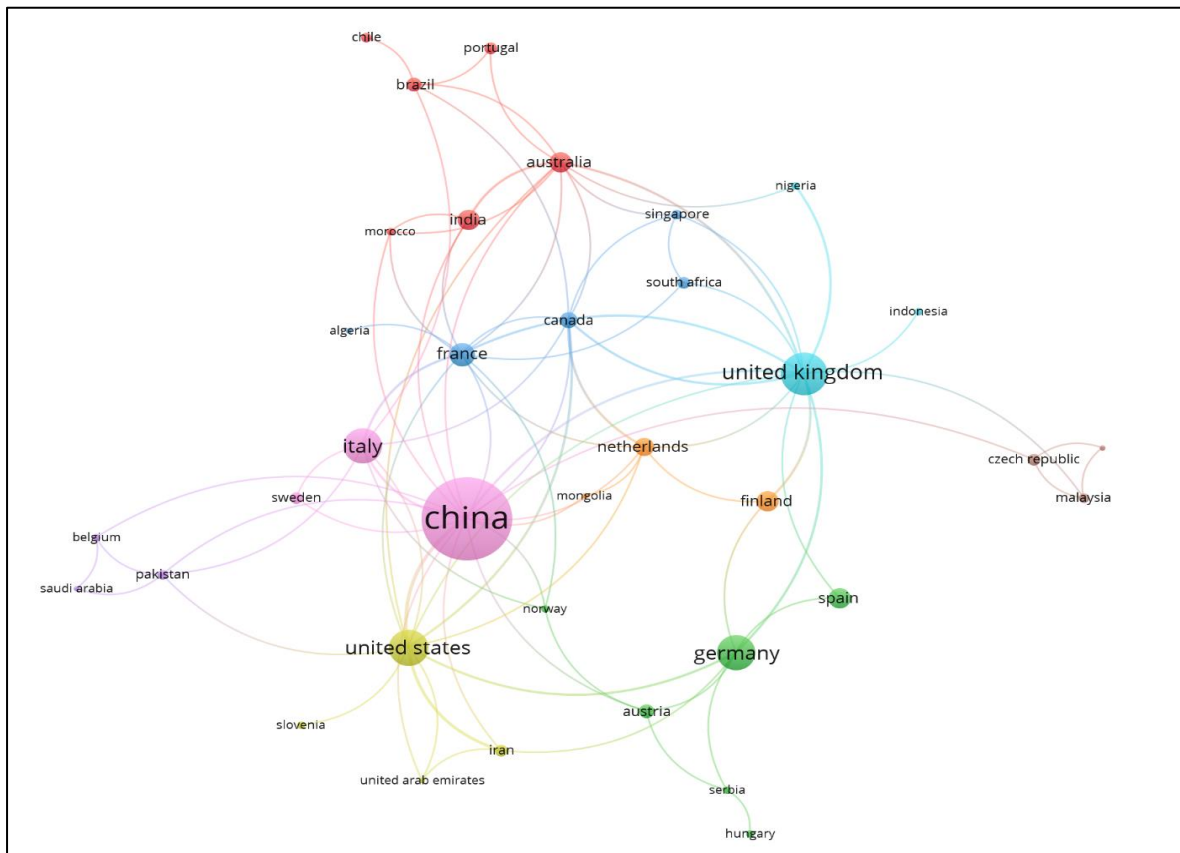 chile
portugal
brazil
australia
nigeria
singapore
india
morocco
south africa
indonesia
canada
algeria
france
united kingdom
italy
netherlands
czech republic
sweden
mongolia
malaysia
finland
china
belgium
pakistan
saudi arabia
spain
norway
united states
germany
austria
slovenia
iran
united arab emirates
serbia
hungary